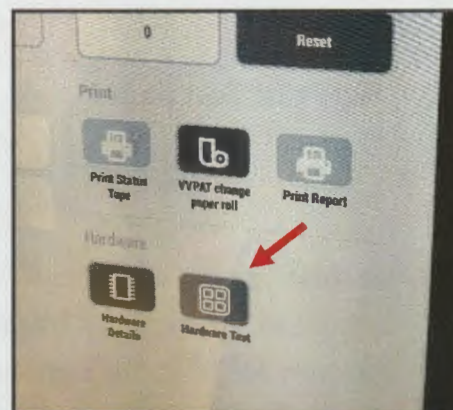 0
Reset
Print
Print Status
Tape
VVPAT change
paper roll
Print Report
Hardware
Hardware
Details
Hardware Test